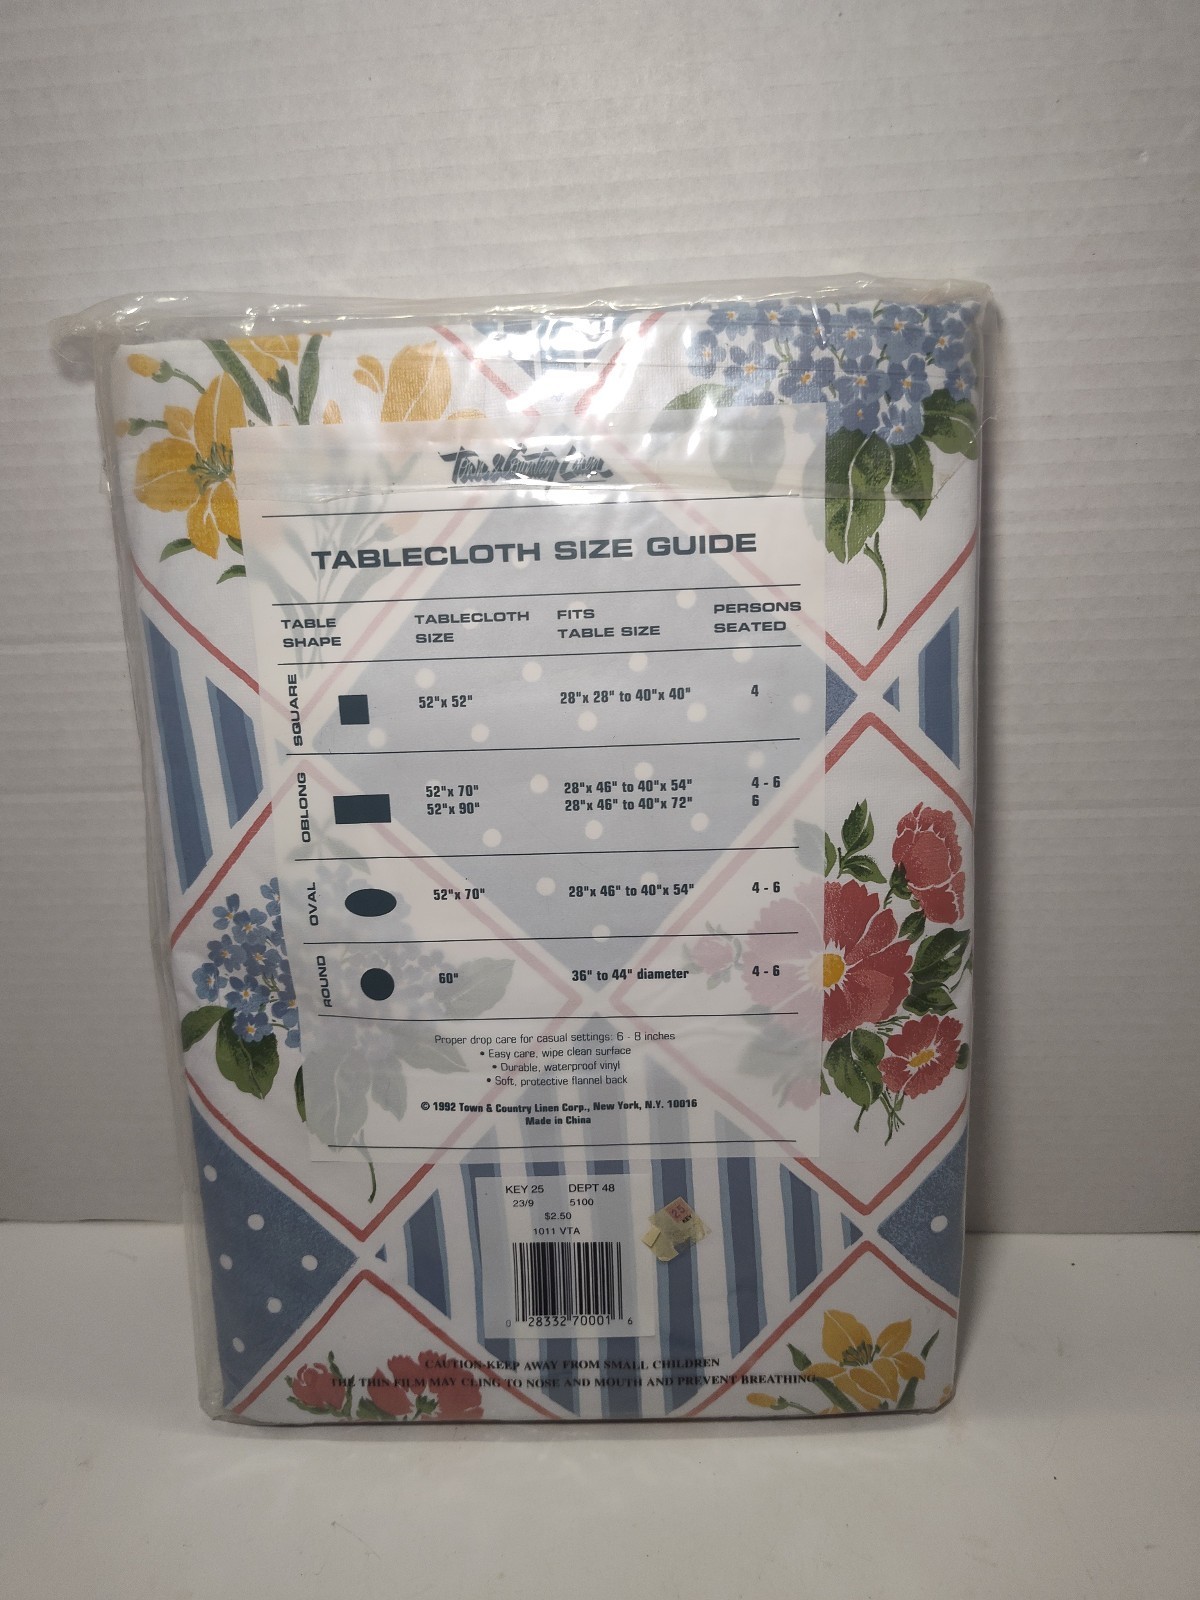 Town & Country Linen
TABLECLOTH SIZE GUIDE
TABLE SHAPE TABLECLOTH SIZE FITS TABLE SIZE PERSONS SEATED
SQUARE 52"x 52" 28"x 28" to 40"x 40" 4
OBLONG 52"x 70" 28"x 46" to 40"x 54" 4 - 6
52"x 90" 28"x 46" to 40"x 72" 6
OVAL 52"x 70" 28"x 46" to 40"x 54" 4 - 6
ROUND 60" 36" to 44" diameter 4 - 6
Proper drop care for casual settings: 6 - 8 inches
• Easy care, wipe clean surface
• Durable, waterproof vinyl
• Soft, protective flannel back
© 1992 Town & Country Linen Corp., New York, N.Y. 10016
Made in China
KEY 25 DEPT 48
23/9 5100
$2.50
1011 VTA
25
KEY
0 28332 70001 6
CAUTION-KEEP AWAY FROM SMALL CHILDREN
THE THIN FILM MAY CLING TO NOSE AND MOUTH AND PREVENT BREATHING.